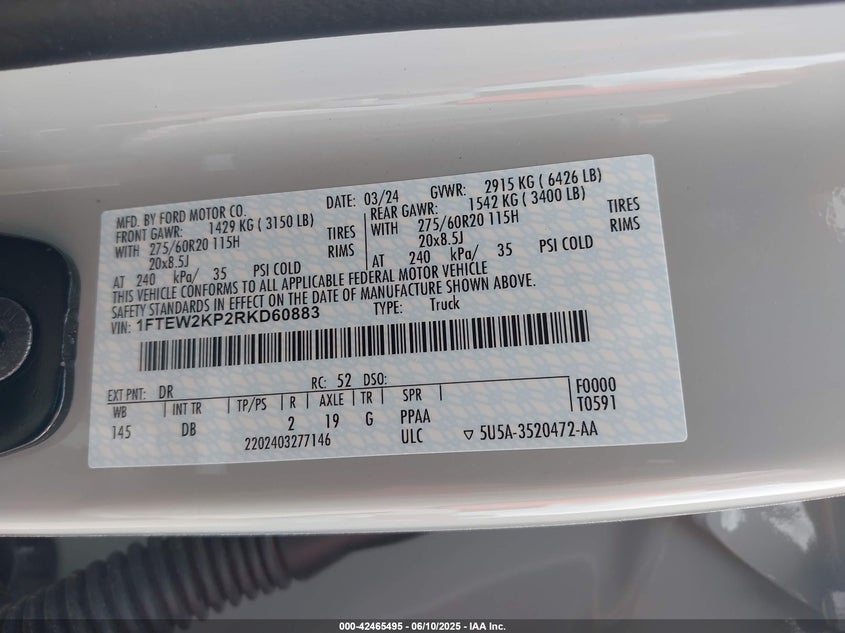 MFD. BY FORD MOTOR CO.
DATE: 03/24 GVWR: 2915 KG ( 6426 LB)
FRONT GAWR: 1429 KG ( 3150 LB)
WITH 275/60R20 115H TIRES
20x8.5J RIMS
AT 240 kPa/ 35 PSI COLD
REAR GAWR: 1542 KG ( 3400 LB)
WITH 275/60R20 115H TIRES
20x8.5J RIMS
AT 240 kPa/ 35 PSI COLD
THIS VEHICLE CONFORMS TO ALL APPLICABLE FEDERAL MOTOR VEHICLE
SAFETY STANDARDS IN EFFECT ON THE DATE OF MANUFACTURE SHOWN ABOVE.
VIN: 1FTEW2KP2RKD60883 TYPE: Truck
EXT PNT: DR RC: 52 DSO: F0000
WB INT TR TP/PS R AXLE TR SPR T0591
145 DB 2 19 G PPAA
2202403277146 ULC ▽ 5U5A-3520472-AA
000-42465495 - 06/10/2025 - IAA Inc.